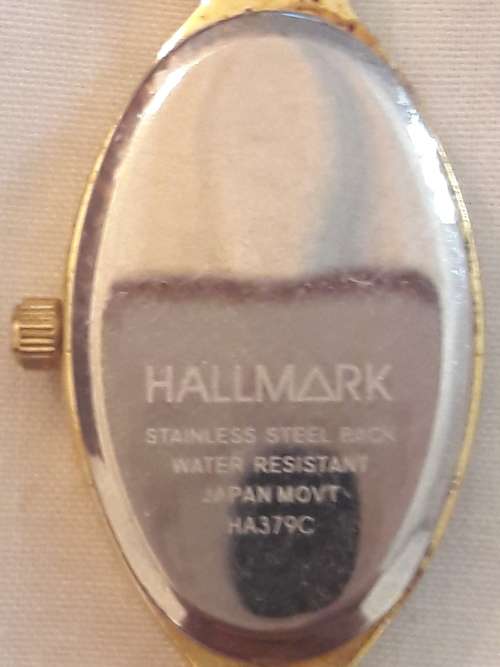 HALLMARK
STAINLESS STEEL BACK
WATER RESISTANT
JAPAN MOVT
HA379C